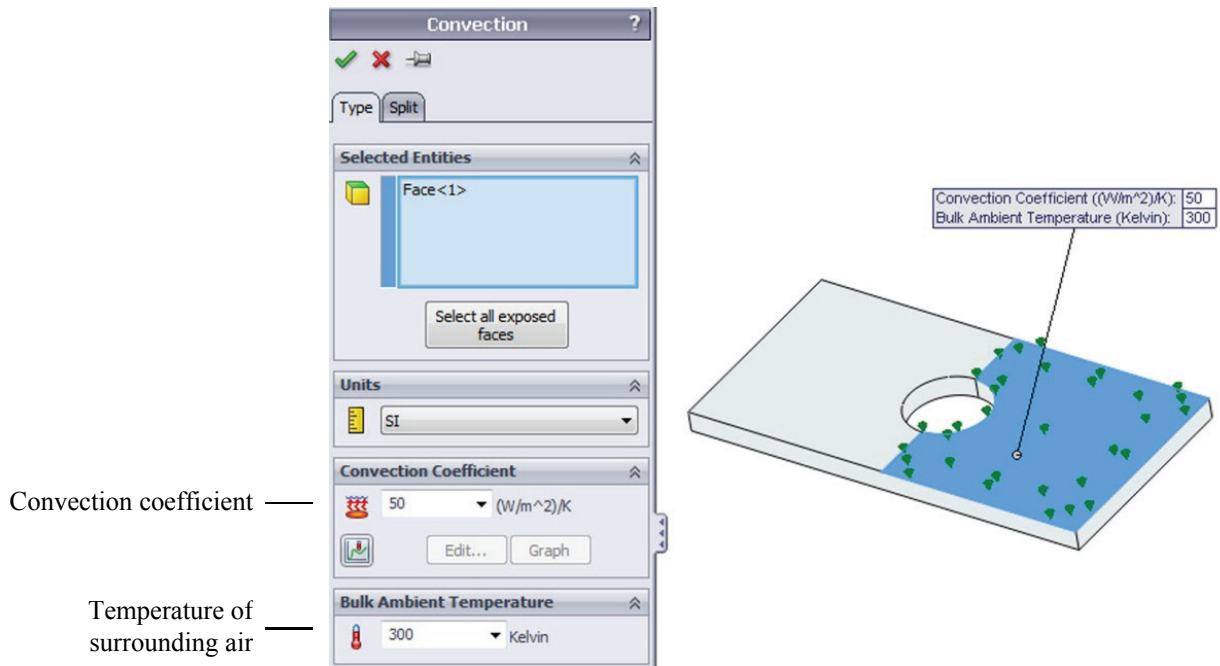 Convection ?
Type Split
Selected Entities
Face<1>
Select all exposed
faces
Units
SI
Convection Coefficient
50 (W/m^2)/K
Edit... Graph
Bulk Ambient Temperature
300 Kelvin
Convection coefficient
Temperature of
surrounding air
Convection Coefficient ((W/m^2)/K): 50
Bulk Ambient Temperature (Kelvin): 300